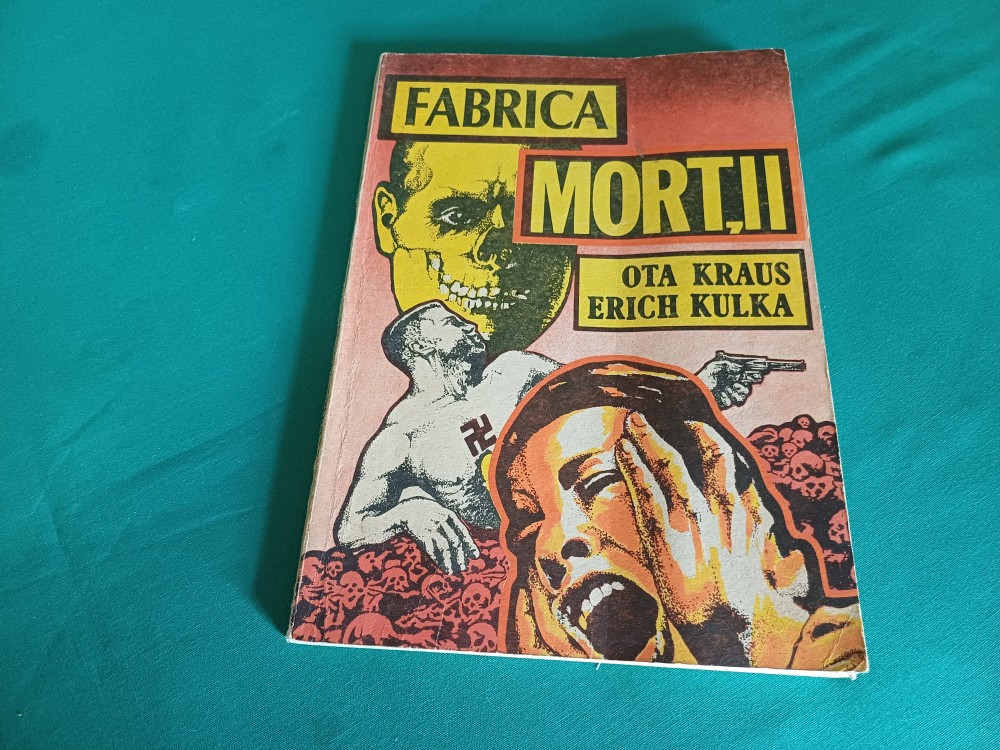 FABRICA
MORȚII
OTA KRAUS
ERICH KULKA